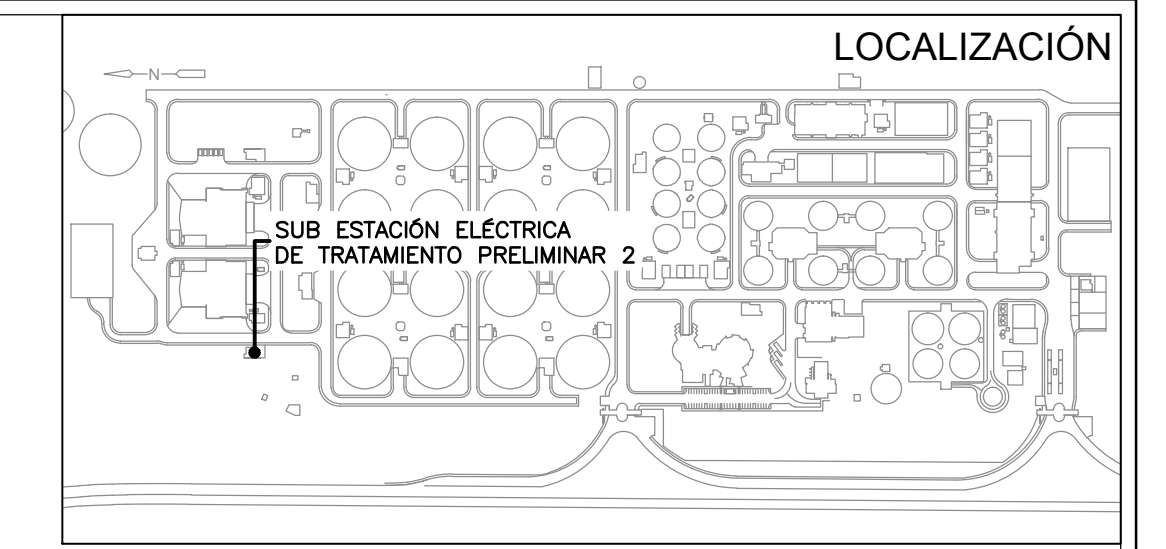 LOCALIZACIÓN
N
SUB ESTACIÓN ELÉCTRICA
DE TRATAMIENTO PRELIMINAR 2